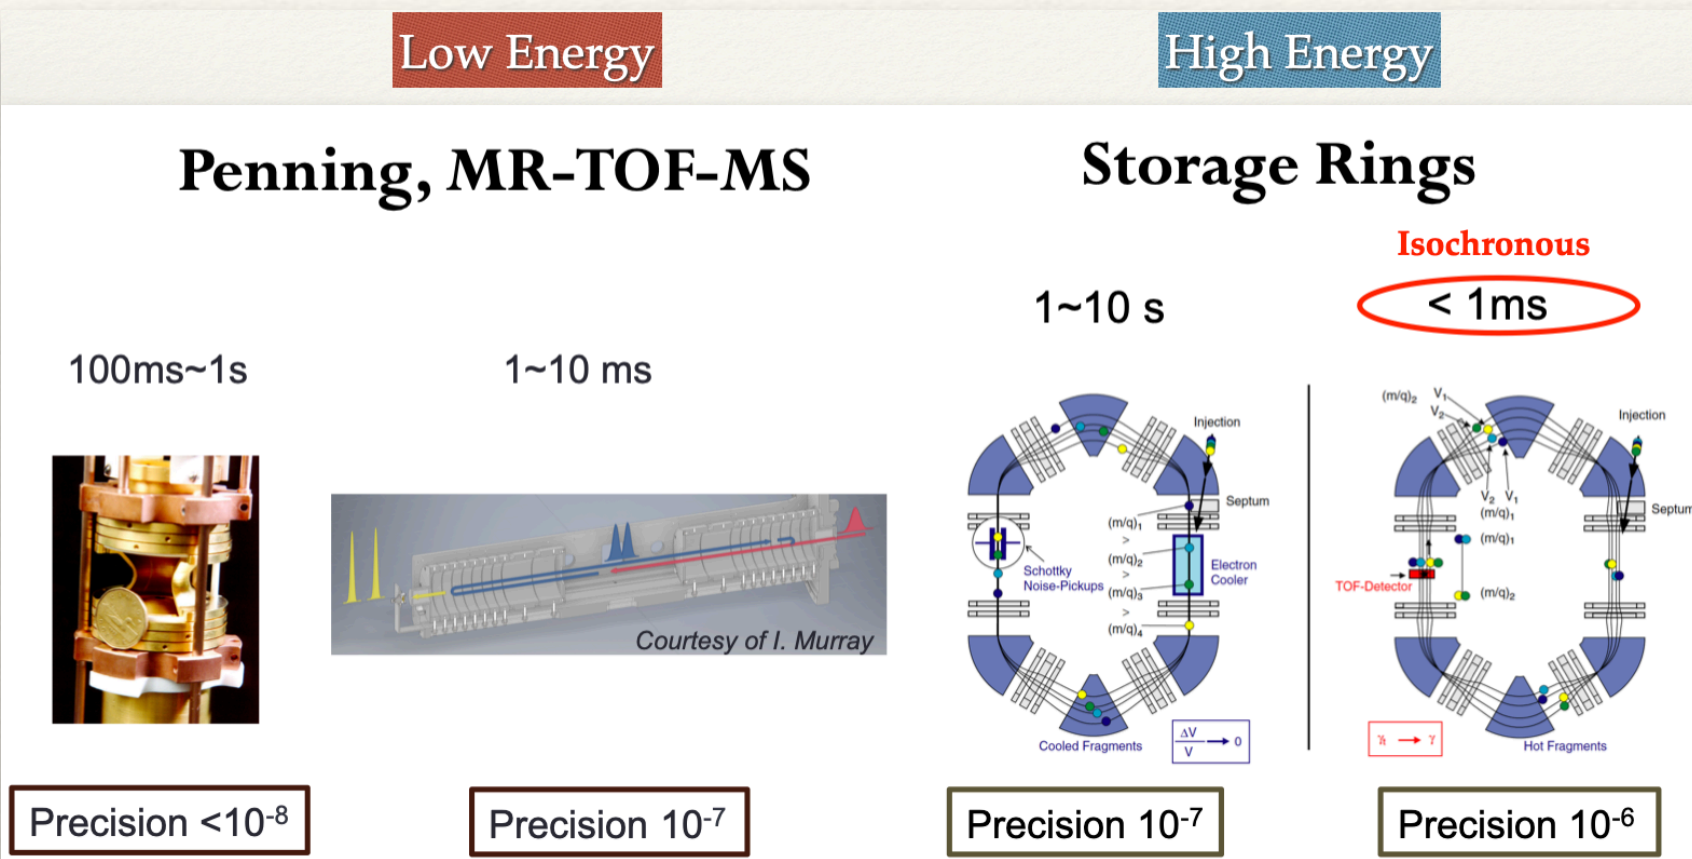 Low Energy
High Energy
Penning, MR-TOF-MS
Storage Rings
Isochronous
100ms~1s
1~10 ms
1~10 s
< 1ms
Courtesy of I. Murray
Injection
Septum
(m/q)₁
>
(m/q)₂
>
(m/q)₃
>
(m/q)₄
Electron
Cooler
Schottky
Noise-Pickups
Cooled Fragments
ΔV
V
→ 0
(m/q)₂
V₁
V₂
Injection
V₂ V₁
(m/q)₁
Septum
(m/q)₁
TOF-Detector
(m/q)₂
γₜ → γ
Hot Fragments
Precision <10⁻⁸
Precision 10⁻⁷
Precision 10⁻⁷
Precision 10⁻⁶